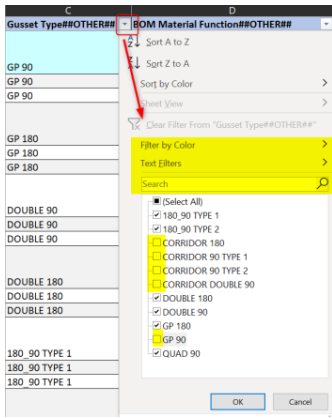 C D
Gusset Type##OTHER## BOM Material Function##OTHER##
GP 90
GP 90
GP 90
GP 180
GP 180
GP 180
DOUBLE 90
DOUBLE 90
DOUBLE 90
DOUBLE 180
DOUBLE 180
DOUBLE 180
180_90 TYPE 1
180_90 TYPE 1
180_90 TYPE 1
Sort A to Z
Sort Z to A
Sort by Color
Sheet View
Clear Filter From "Gusset Type##OTHER##"
Filter by Color
Text Filters
Search
(Select All)
180_90 TYPE 1
180_90 TYPE 2
CORRIDOR 180
CORRIDOR 90 TYPE 1
CORRIDOR 90 TYPE 2
CORRIDOR DOUBLE 90
DOUBLE 180
DOUBLE 90
GP 180
GP 90
QUAD 90
OK Cancel